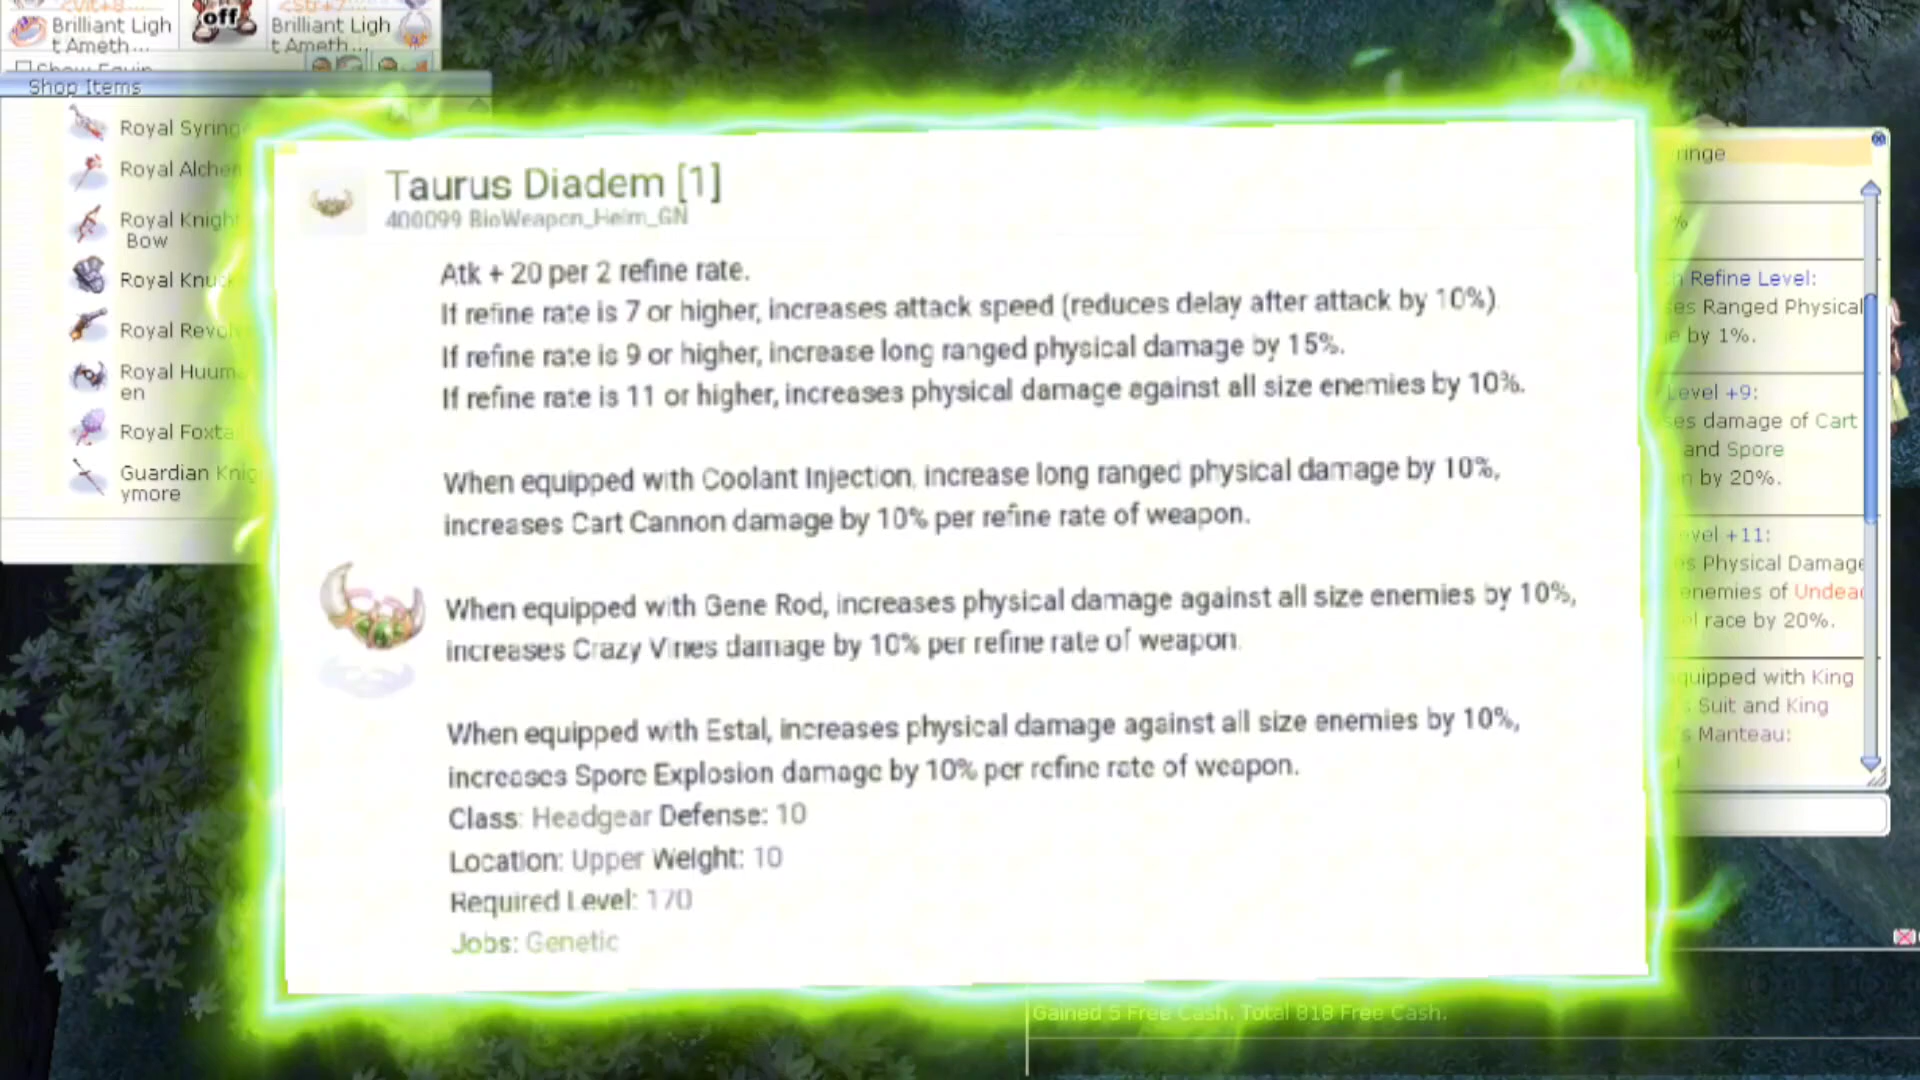 Brilliant Ligh
t Ameth...
off
Brilliant Ligh
t Ameth...
Show Equip
Shop Items
Royal Syring
Royal Alchem
Royal Knight
Bow
Royal Knuck
Royal Revol
Royal Huum
en
Royal Foxta
Guardian Knig
ymore
Taurus Diadem [1]
400099 BioWeapon_Helm_GN
Atk + 20 per 2 refine rate.
If refine rate is 7 or higher, increases attack speed (reduces delay after attack by 10%)
If refine rate is 9 or higher, increase long ranged physical damage by 15%.
If refine rate is 11 or higher, increases physical damage against all size enemies by 10%.
When equipped with Coolant Injection, increase long ranged physical damage by 10%,
increases Cart Cannon damage by 10% per refine rate of weapon.
When equipped with Gene Rod, increases physical damage against all size enemies by 10%,
increases Crazy Vines damage by 10% per refine rate of weapon.
When equipped with Estal, increases physical damage against all size enemies by 10%,
increases Spore Explosion damage by 10% per refine rate of weapon.
Class: Headgear Defense: 10
Location: Upper Weight: 10
Required Level: 170
Jobs: Genetic
ringe
%
h Refine Level:
es Ranged Physical
e by 1%.
Level +9:
es damage of Cart
and Spore
n by 20%.
evel +11:
s Physical Damage
enemies of Undead
l race by 20%.
quipped with King
s Suit and King
s Manteau:
Gained 5 Free Cash. Total 818 Free Cash.